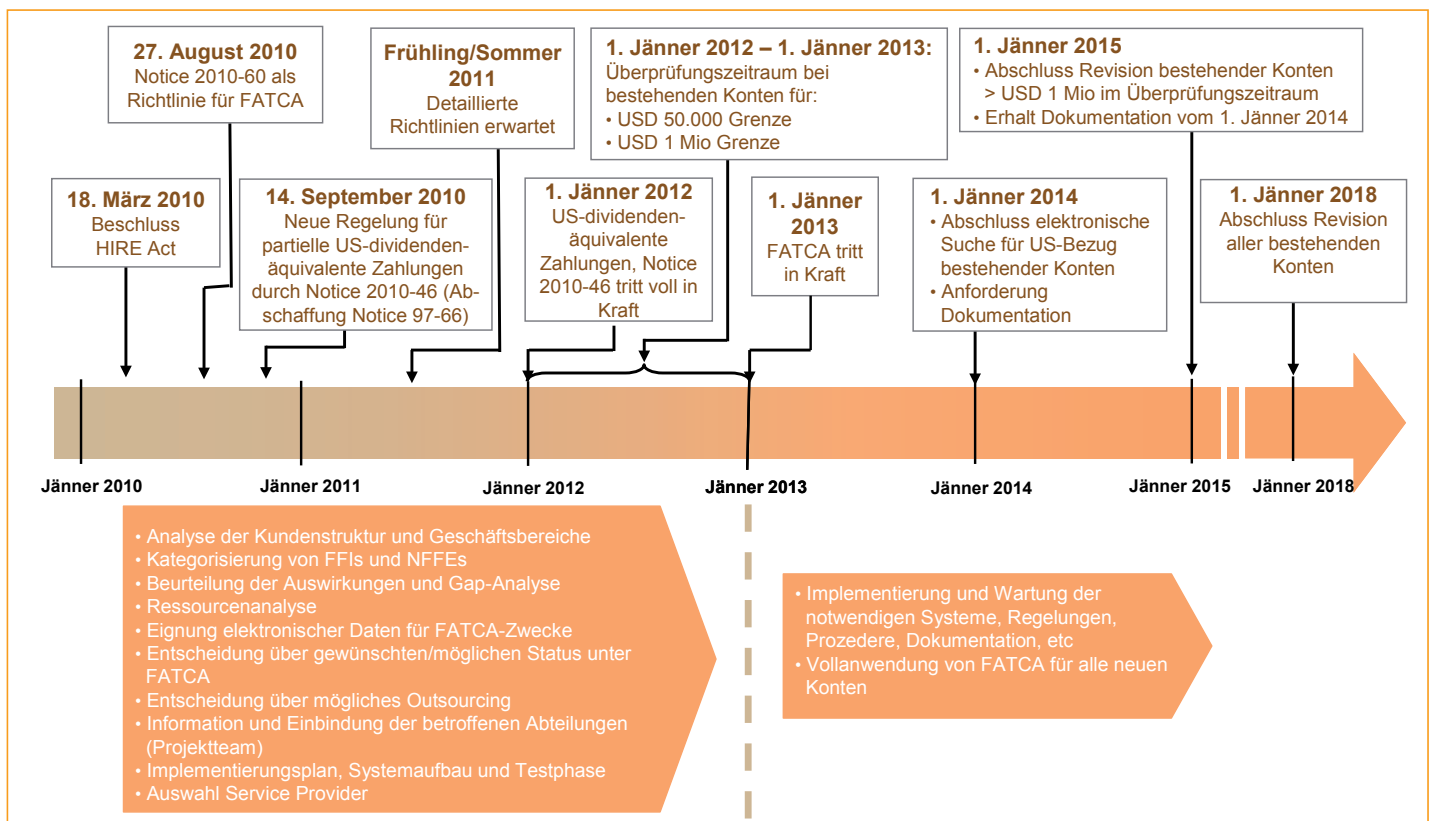 27. August 2010
Notice 2010-60 als
Richtlinie für FATCA
Frühling/Sommer
2011
Detaillierte
Richtlinien erwartet
1. Jänner 2012 – 1. Jänner 2013:
Überprüfungszeitraum bei
bestehenden Konten für:
• USD 50.000 Grenze
• USD 1 Mio Grenze
1. Jänner 2015
• Abschluss Revision bestehender Konten
> USD 1 Mio im Überprüfungszeitraum
• Erhalt Dokumentation vom 1. Jänner 2014
18. März 2010
Beschluss
HIRE Act
14. September 2010
Neue Regelung für
partielle US-dividenden-
äquivalente Zahlungen
durch Notice 2010-46 (Ab-
schaffung Notice 97-66)
1. Jänner 2012
US-dividenden-
äquivalente
Zahlungen, Notice
2010-46 tritt voll in
Kraft
1. Jänner
2013
FATCA tritt
in Kraft
1. Jänner 2014
• Abschluss elektronische
Suche für US-Bezug
bestehender Konten
• Anforderung
Dokumentation
1. Jänner 2018
Abschluss Revision
aller bestehenden
Konten
Jänner 2010
Jänner 2011
Jänner 2012
Jänner 2013
Jänner 2014
Jänner 2015
Jänner 2018
• Analyse der Kundenstruktur und Geschäftsbereiche
• Kategorisierung von FFIs und NFFEs
• Beurteilung der Auswirkungen und Gap-Analyse
• Ressourcenanalyse
• Eignung elektronischer Daten für FATCA-Zwecke
• Entscheidung über gewünschten/möglichen Status unter
FATCA
• Entscheidung über mögliches Outsourcing
• Information und Einbindung der betroffenen Abteilungen
(Projektteam)
• Implementierungsplan, Systemaufbau und Testphase
• Auswahl Service Provider
• Implementierung und Wartung der
notwendigen Systeme, Regelungen,
Prozedere, Dokumentation, etc
• Vollanwendung von FATCA für alle neuen
Konten